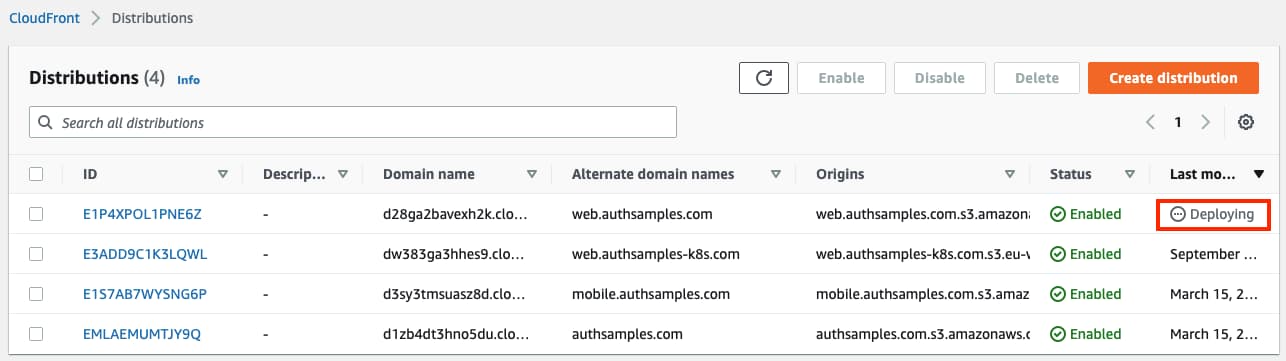 CloudFront > Distributions
Distributions (4) Info Enable Disable Delete Create distribution
Search all distributions 1
ID Descrip... Domain name Alternate domain names Origins Status Last mo...
E1P4XPOL1PNE6Z - d28ga2bavexh2k.clo... web.authsamples.com web.authsamples.com.s3.amazona Enabled Deploying
E3ADD9C1K3LQWL - dw383ga3hhes9.clo... web.authsamples-k8s.com web.authsamples-k8s.com.s3.eu-v Enabled September ...
E1S7AB7WYSNG6P - d3sy3tmsuasz8d.clo... mobile.authsamples.com mobile.authsamples.com.s3.amaz Enabled March 15, 2...
EMLAEMUMTJY9Q - d1zb4dt3hno5du.clo... authsamples.com authsamples.com.s3.amazonaws.c Enabled March 15, 2...